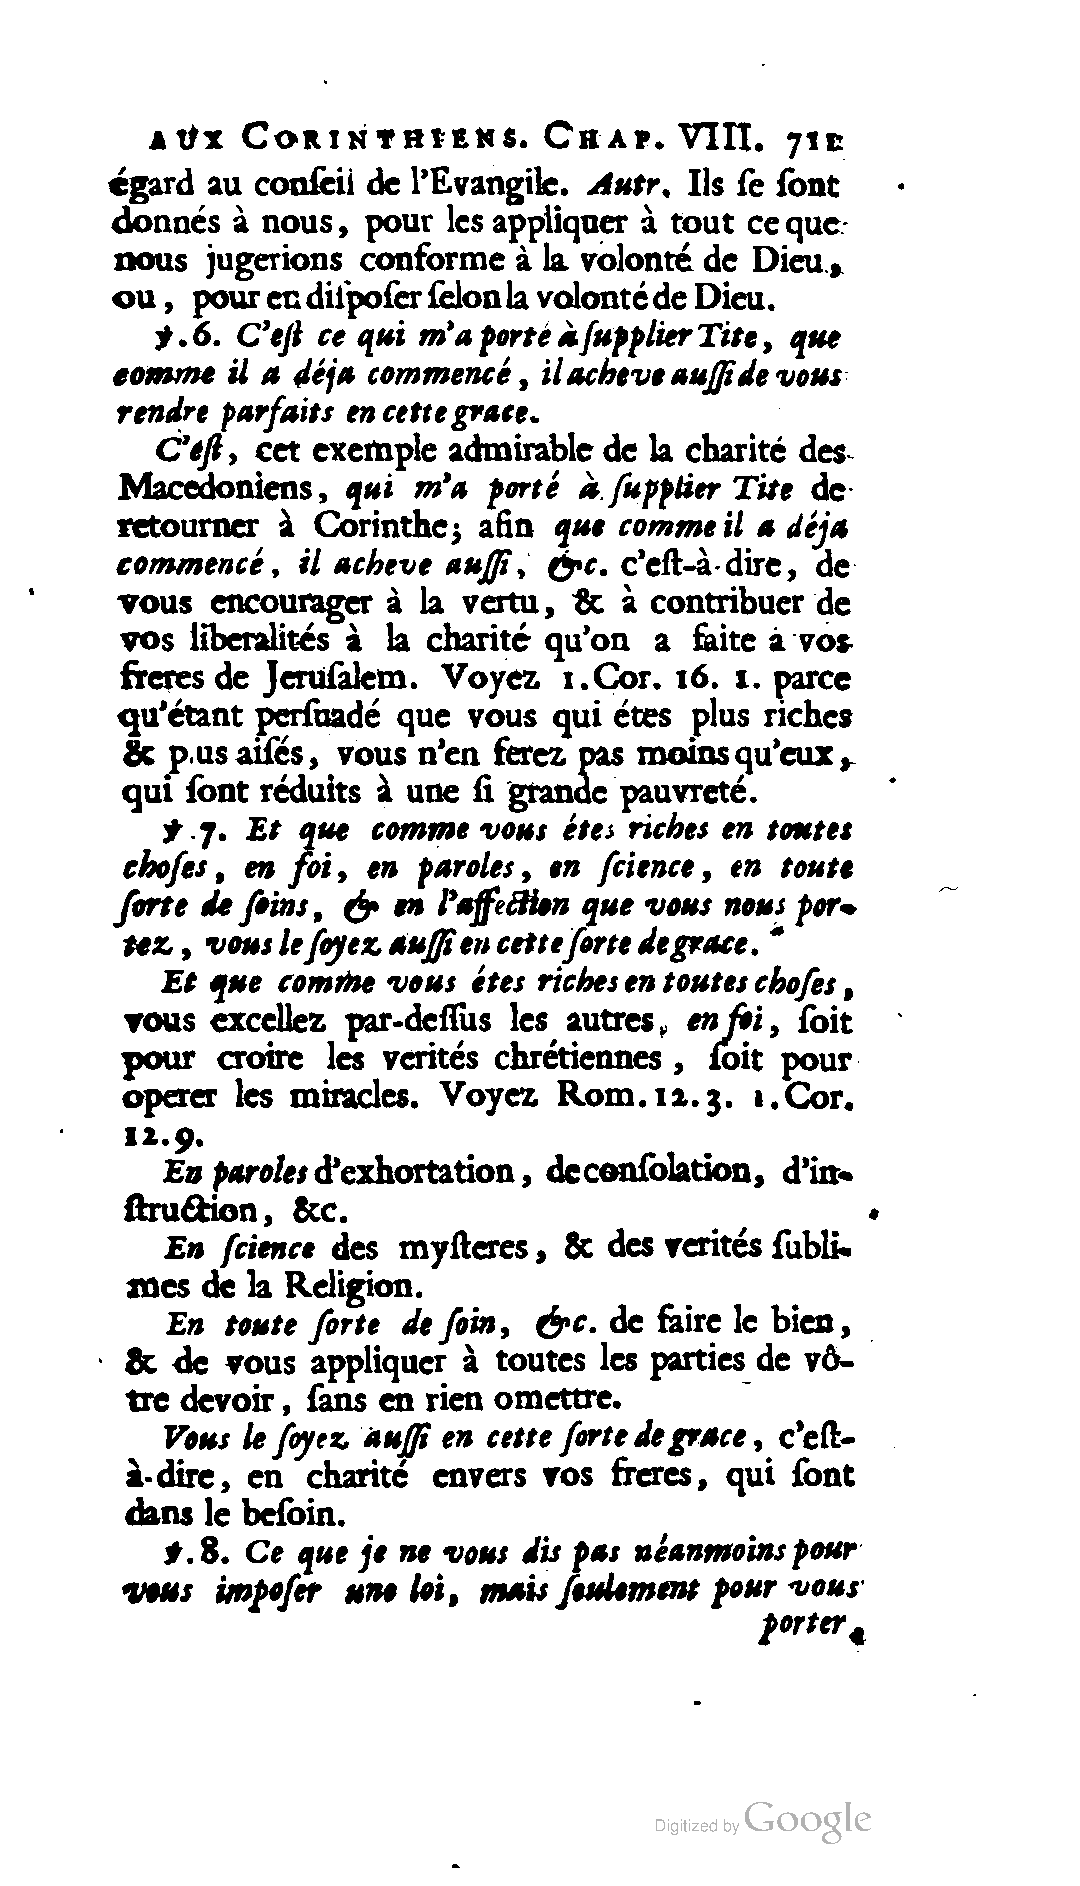 AUX CORINTHIENS. CHAP. VIII. 711
égard au conſeil de l'Evangile. Autr. Ils ſe ſont
donnés à nous, pour les appliquer à tout ce que
nous jugerions conforme à la volonté de Dieu,
ou, pour en diſpoſer ſelon la volonté de Dieu.
℣.6. C'eſt ce qui m'a porté à ſupplier Tite, que
comme il a déja commencé, il acheve auſſi de vous
rendre parfaits en cette grace.
C'eſt, cet exemple admirable de la charité des
Macedoniens, qui m'a porté à ſupplier Tite de
retourner à Corinthe; afin que comme il a déja
commencé, il acheve auſſi, &c. c'eſt-à-dire, de
vous encourager à la vertu, & à contribuer de
vos liberalités à la charité qu'on a faite à vos
freres de Jeruſalem. Voyez 1.Cor. 16. 1. parce
qu'étant perſuadé que vous qui étes plus riches
& plus aiſés, vous n'en ferez pas moins qu'eux,
qui ſont réduits à une ſi grande pauvreté.
℣.7. Et que comme vous étes riches en toutes
choſes, en foi, en paroles, en ſcience, en toute
ſorte de ſoins, & en l'affection que vous nous por-
tez, vous le ſoyez auſſi en cette ſorte de grace.
Et que comme vous étes riches en toutes choſes,
vous excellez par-deſſus les autres, en foi, ſoit
pour croire les verités chrétiennes, ſoit pour
operer les miracles. Voyez Rom.12.3. 1.Cor.
12.9.
En paroles d'exhortation, de conſolation, d'in-
ſtruction, &c.
En ſcience des myſteres, & des verités ſubli-
mes de la Religion.
En toute ſorte de ſoin, &c. de faire le bien,
& de vous appliquer à toutes les parties de vô-
tre devoir, ſans en rien omettre.
Vous le ſoyez auſſi en cette ſorte de grace, c'eſt-
à-dire, en charité envers vos freres, qui ſont
dans le beſoin.
℣.8. Ce que je ne vous dis pas néanmoins pour
vous impoſer une loi, mais ſeulement pour vous
porter
Digitized by Google